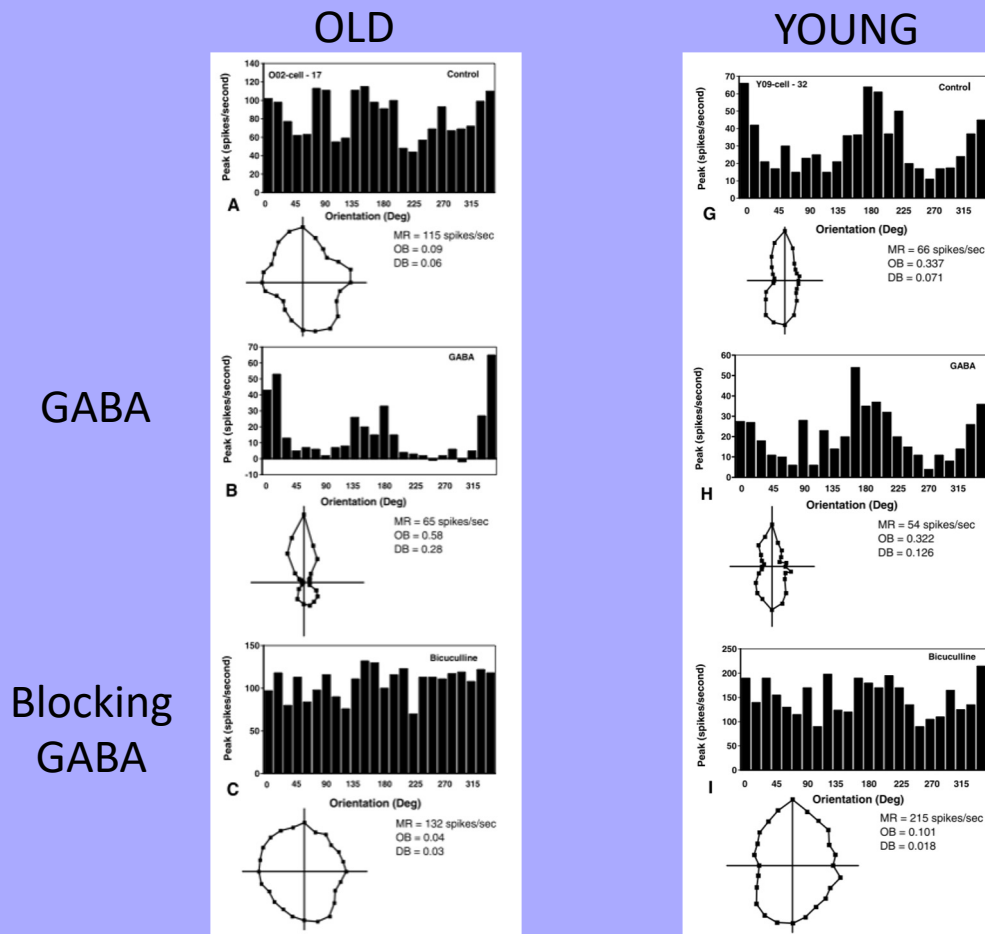 OLD
YOUNG
O02-cell - 17
Control
Peak (spikes/second)
140
120
100
80
60
40
20
0
0 45 90 135 180 225 270 315
A
Orientation (Deg)
MR = 115 spikes/sec
OB = 0.09
DB = 0.06
Y09-cell - 32
Control
Peak (spikes/second)
70
60
50
40
30
20
10
0
0 45 90 135 180 225 270 315
G
Orientation (Deg)
MR = 66 spikes/sec
OB = 0.337
DB = 0.071
GABA
GABA
Peak (spikes/second)
70
60
50
40
30
20
10
0
-10
0 45 90 135 180 225 270 315
B
Orientation (Deg)
MR = 65 spikes/sec
OB = 0.58
DB = 0.28
GABA
Peak (spikes/second)
60
50
40
30
20
10
0
0 45 90 135 180 225 270 315
H
Orientation (Deg)
MR = 54 spikes/sec
OB = 0.322
DB = 0.126
Blocking
GABA
Bicuculline
Peak (spikes/second)
150
100
50
0
0 45 90 135 180 225 270 315
C
Orientation (Deg)
MR = 132 spikes/sec
OB = 0.04
DB = 0.03
Bicuculline
Peak (spikes/second)
250
200
150
100
50
0
0 45 90 135 180 225 270 315
I
Orientation (Deg)
MR = 215 spikes/sec
OB = 0.101
DB = 0.018